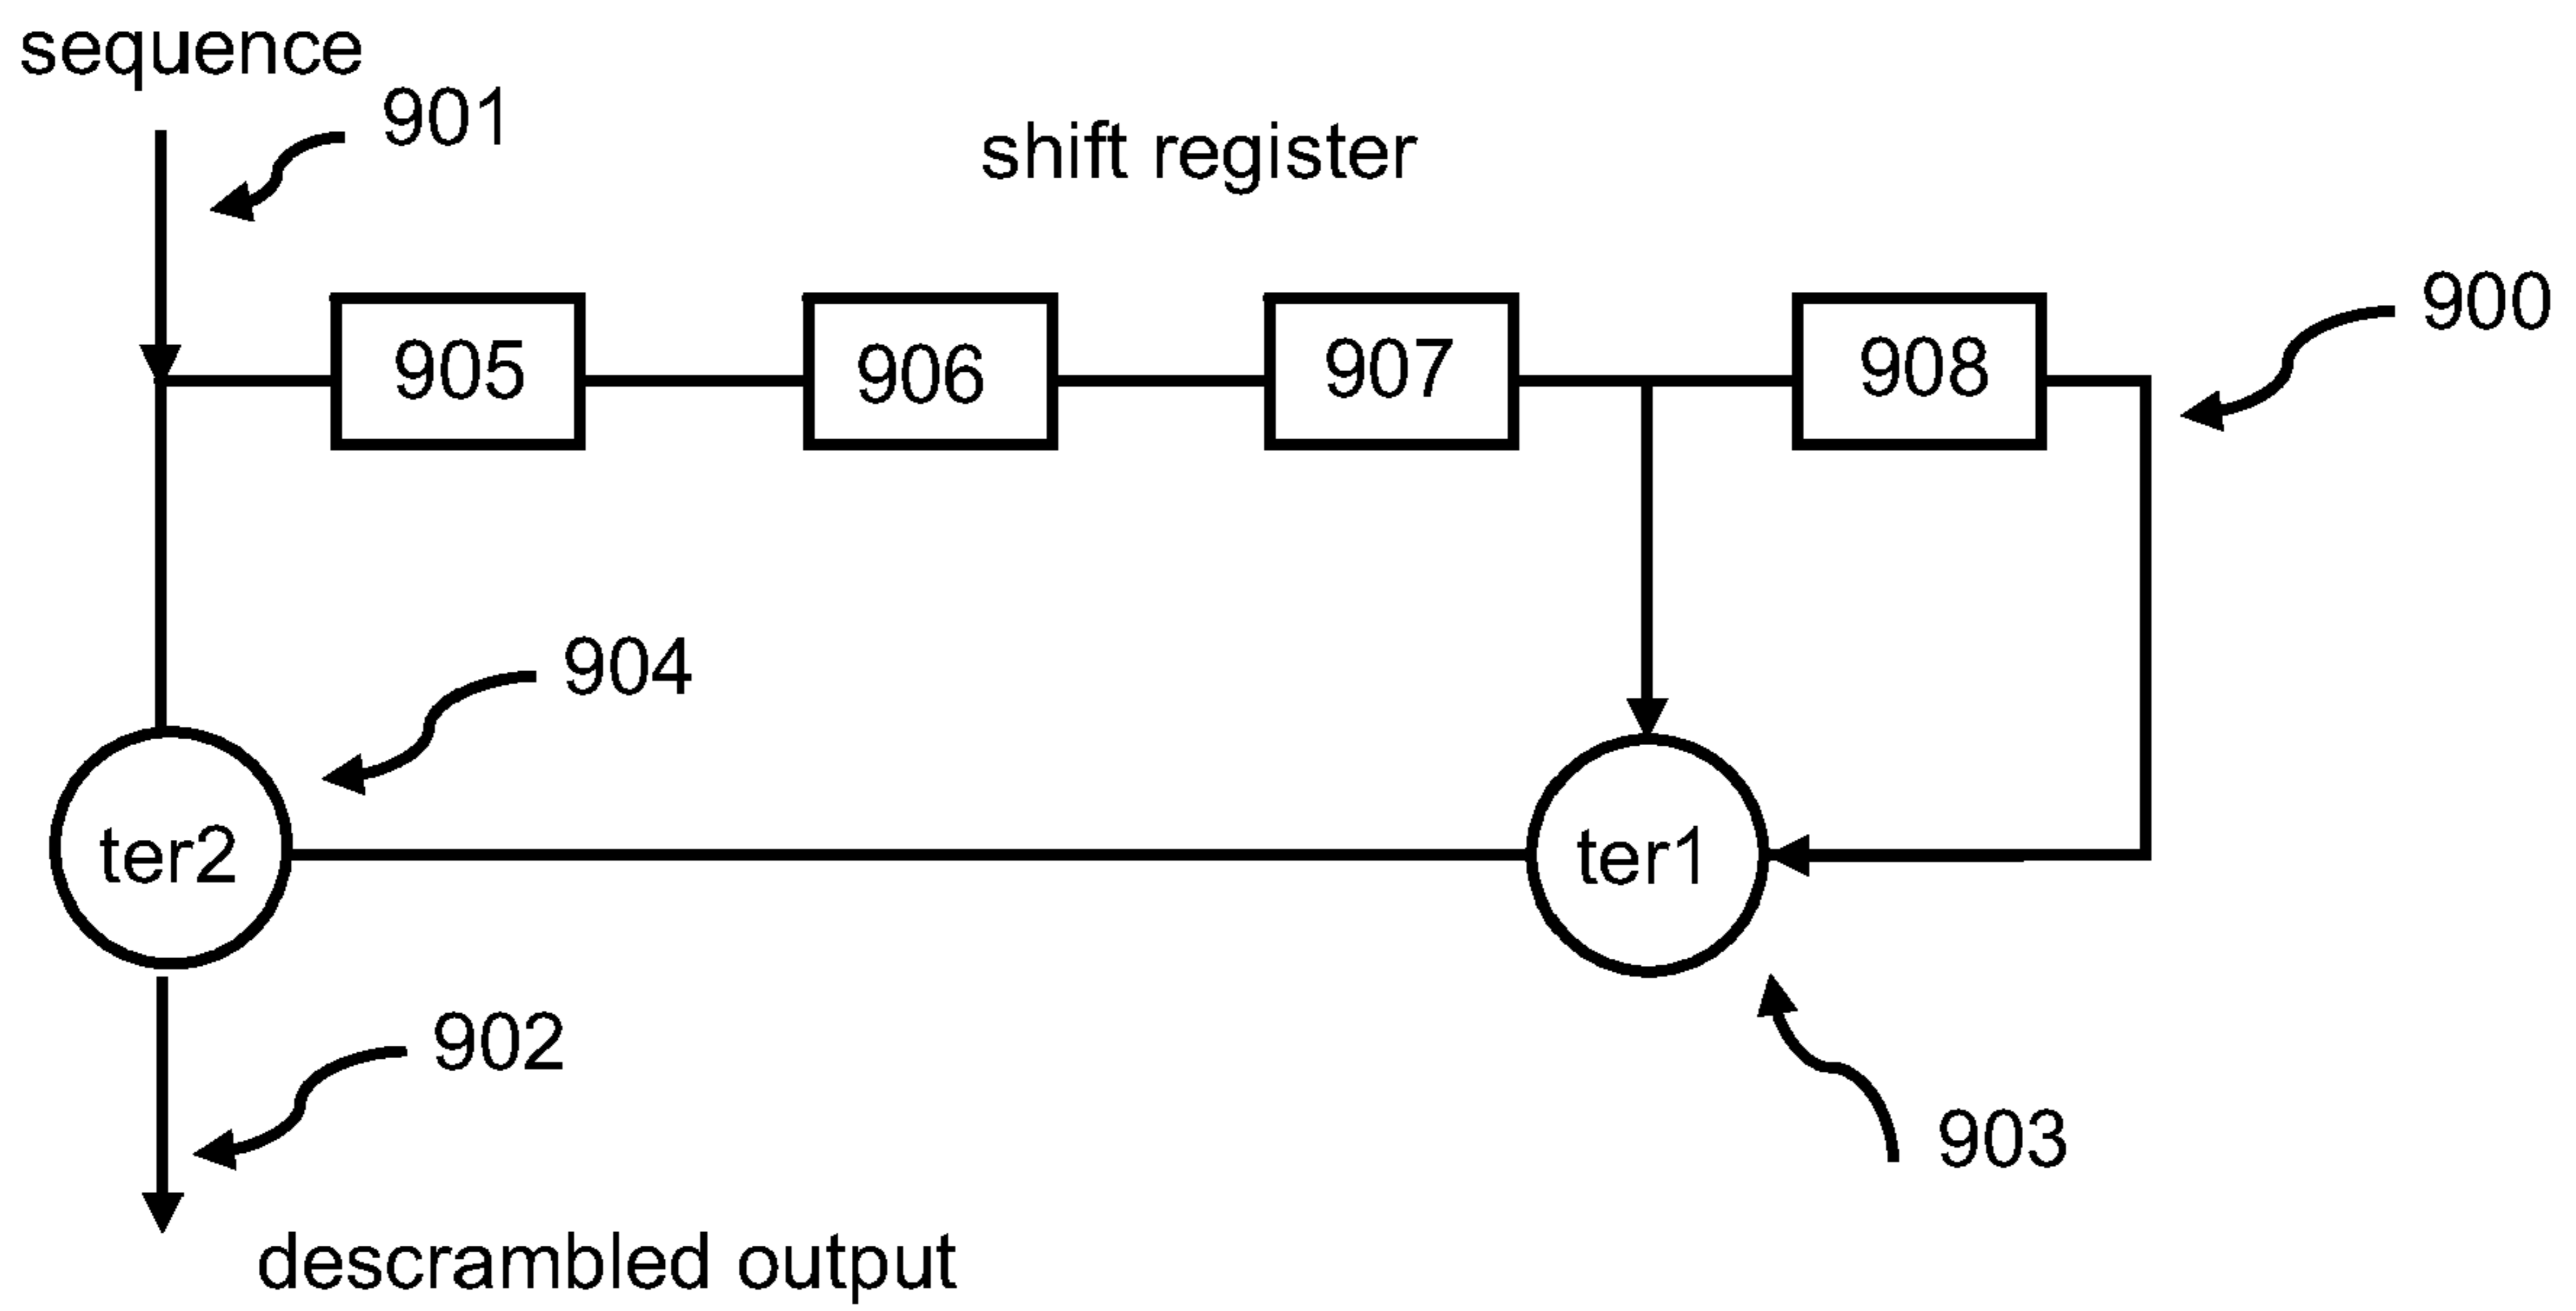 sequence
901
shift register
900
905
906
907
908
904
ter2
ter1
902
903
descrambled output